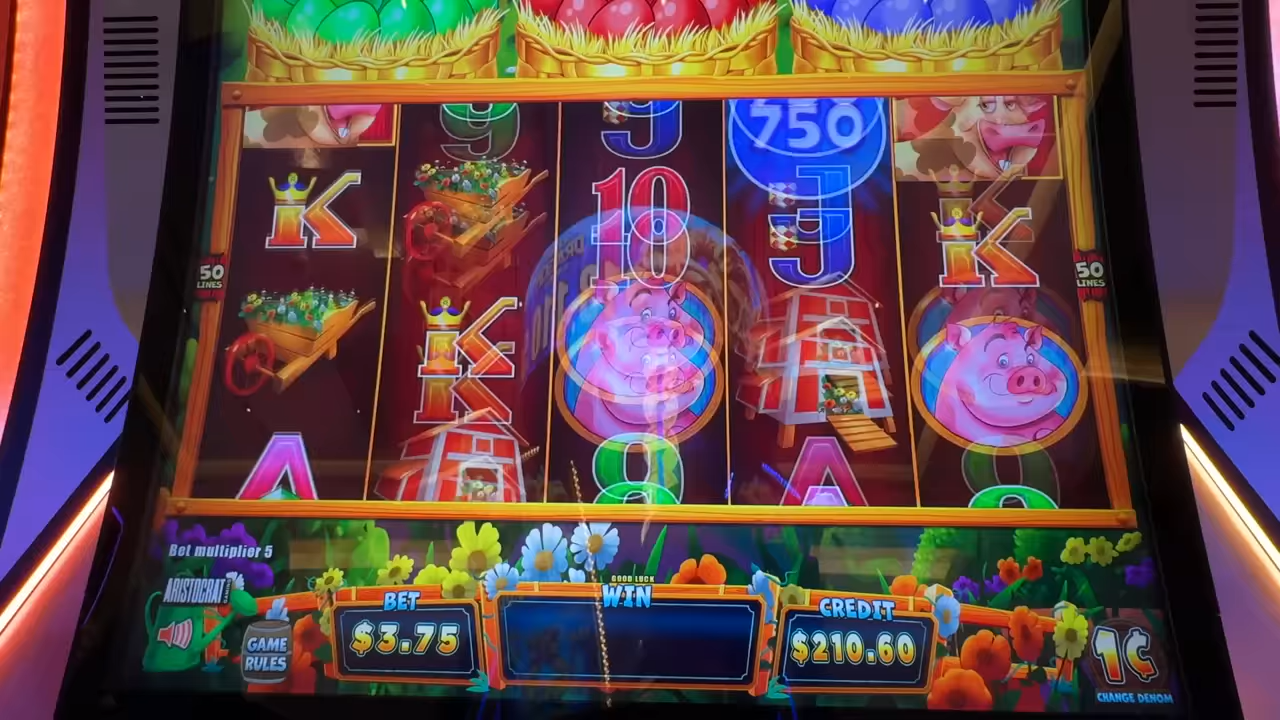 9
J
750
K
10
J
K
50
LINES
50
LINES
K
A
9
A
Bet multiplier 5
ARISTOCRAT
GOOD LUCK
BET
WIN
CREDIT
GAME
RULES
$3.75
$210.60
1¢
CHANGE DENOM